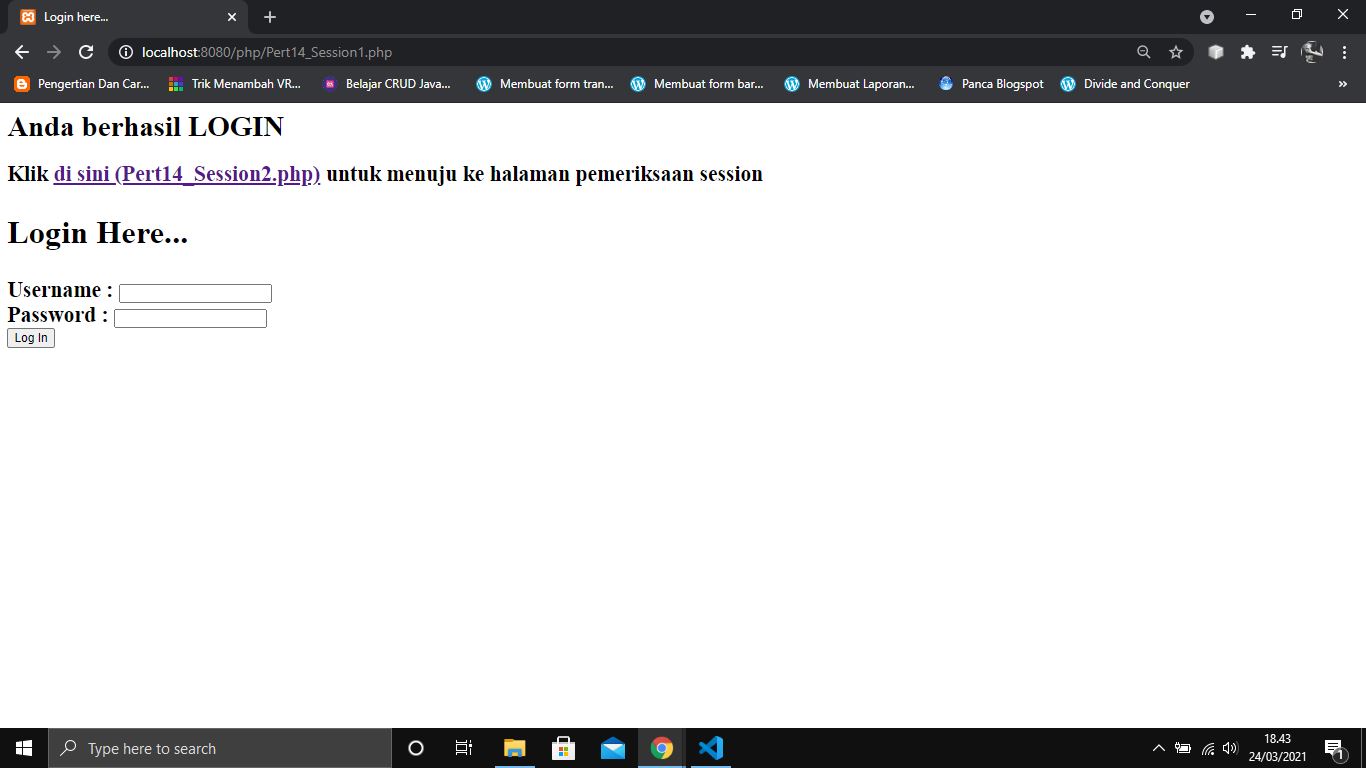 Login here...
localhost:8080/php/Pert14_Session1.php
Pengertian Dan Car...
Trik Menambah VR...
Belajar CRUD Java...
Membuat form tran...
Membuat form bar...
Membuat Laporan...
Panca Blogspot
Divide and Conquer
»
Anda berhasil LOGIN
Klik di sini (Pert14_Session2.php) untuk menuju ke halaman pemeriksaan session
Login Here...
Username :
Password :
Log In
Type here to search
18.43
24/03/2021
1